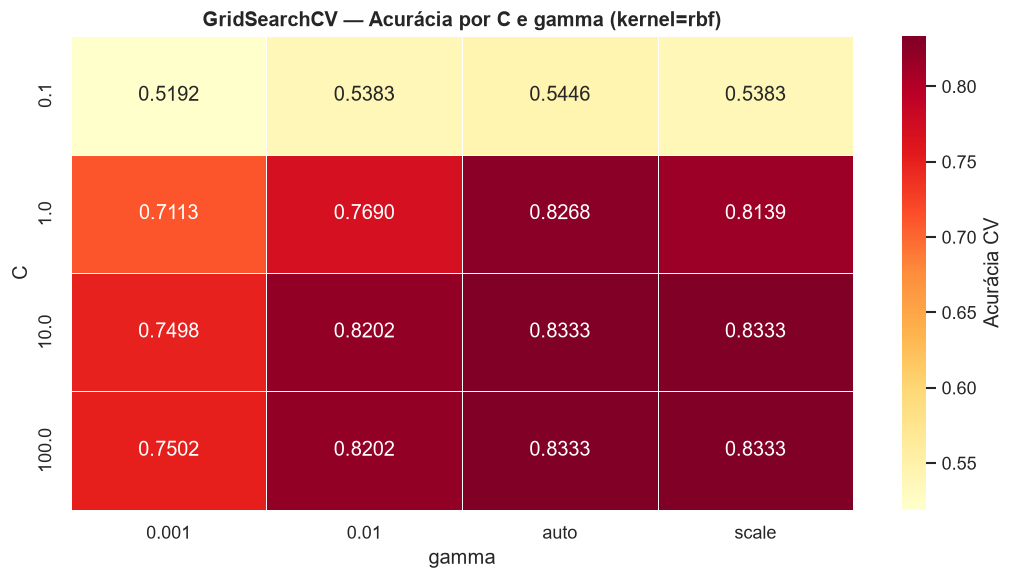 GridSearchCV — Acurácia por C e gamma (kernel=rbf)
0.1
0.5192 0.5383 0.5446 0.5383
1.0
0.7113 0.7690 0.8268 0.8139
10.0
0.7498 0.8202 0.8333 0.8333
100.0
0.7502 0.8202 0.8333 0.8333
C
0.001 0.01 auto scale
gamma
0.80
0.75
0.70
0.65
0.60
0.55
Acurácia CV